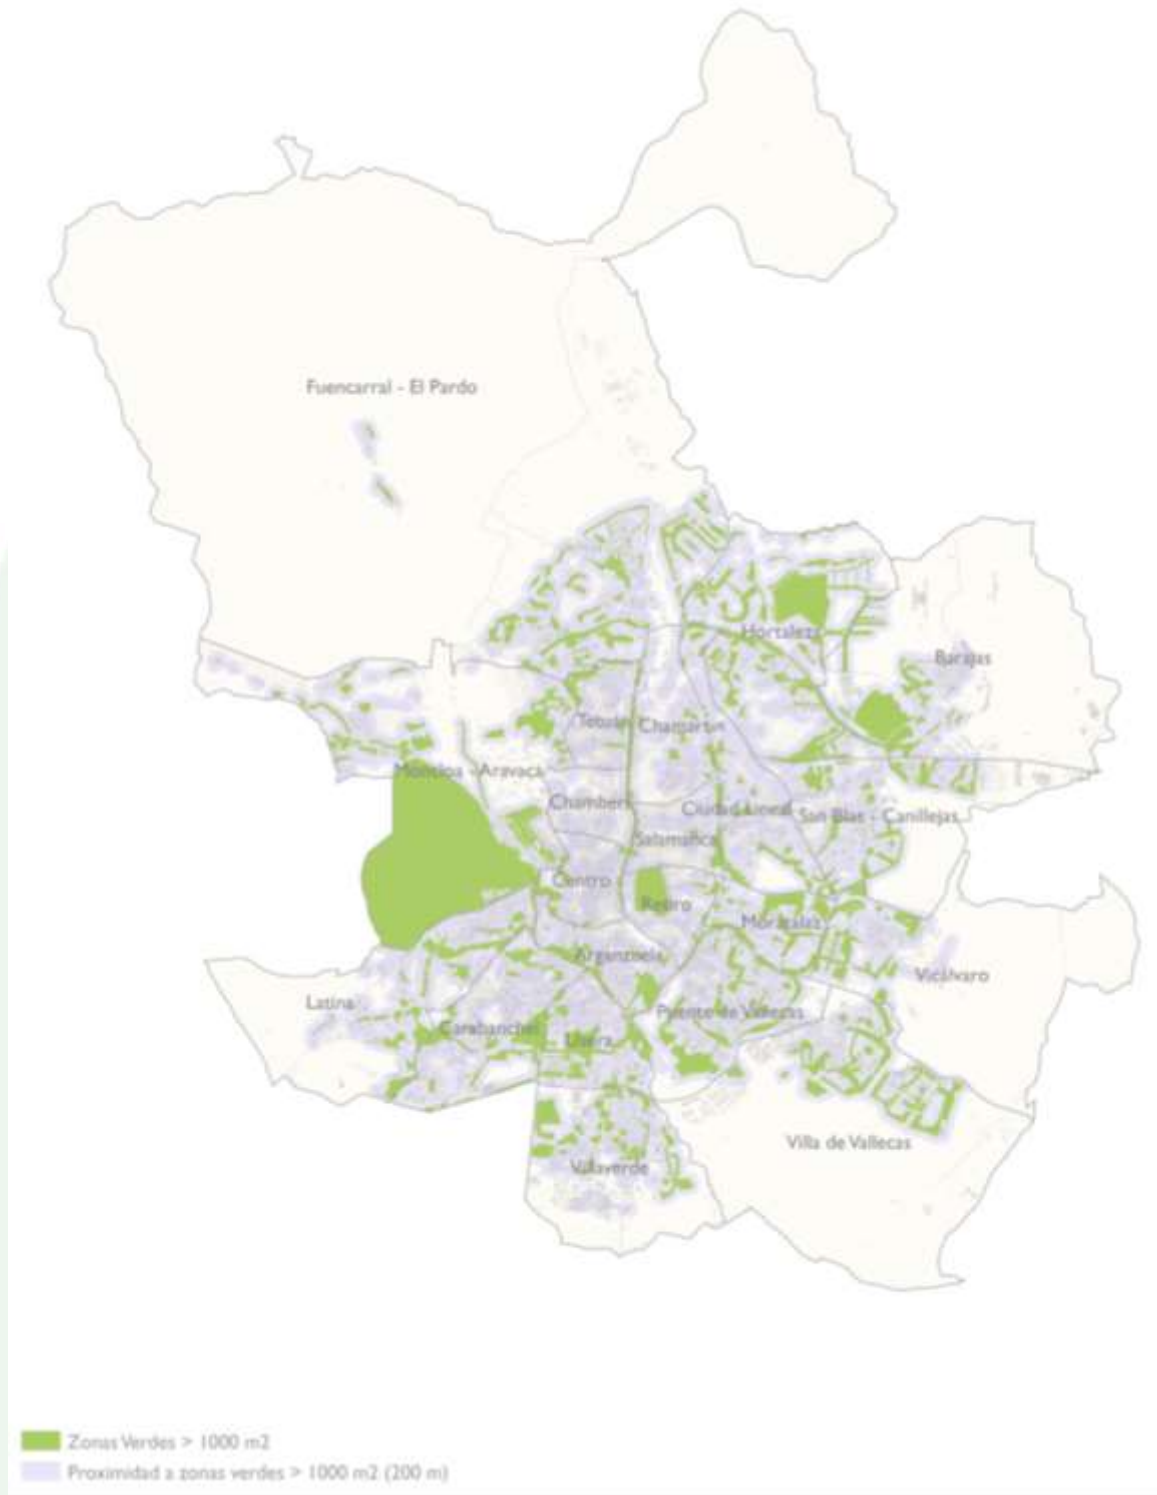 Fuencarral - El Pardo
Hortaleza
Barajas
Tetuán
Chamartín
Moncloa - Aravaca
Chamberí
Ciudad Lineal
San Blas - Canillejas
Salamanca
Centro
Retiro
Moratalaz
Arganzuela
Vicálvaro
Latina
Puente de Vallecas
Carabanchel
Usera
Villa de Vallecas
Villaverde
Zonas Verdes > 1000 m2
Proximidad a zonas verdes > 1000 m2 (200 m)